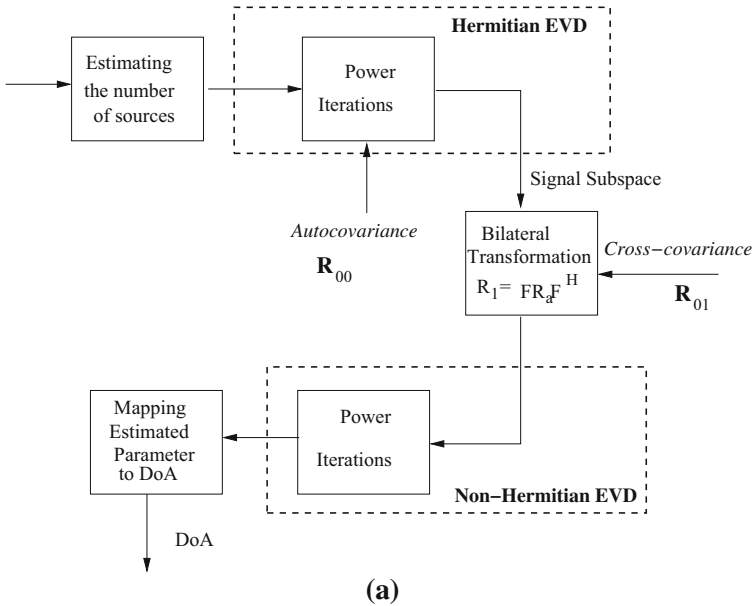 Hermitian EVD
Estimating
the number
of sources
Power
Iterations
Signal Subspace
Autocovariance
R00
Bilateral
Transformation
R1= FRaF H
Cross−covariance
R01
Mapping
Estimated
Parameter
to DoA
Power
Iterations
Non−Hermitian EVD
DoA
(a)